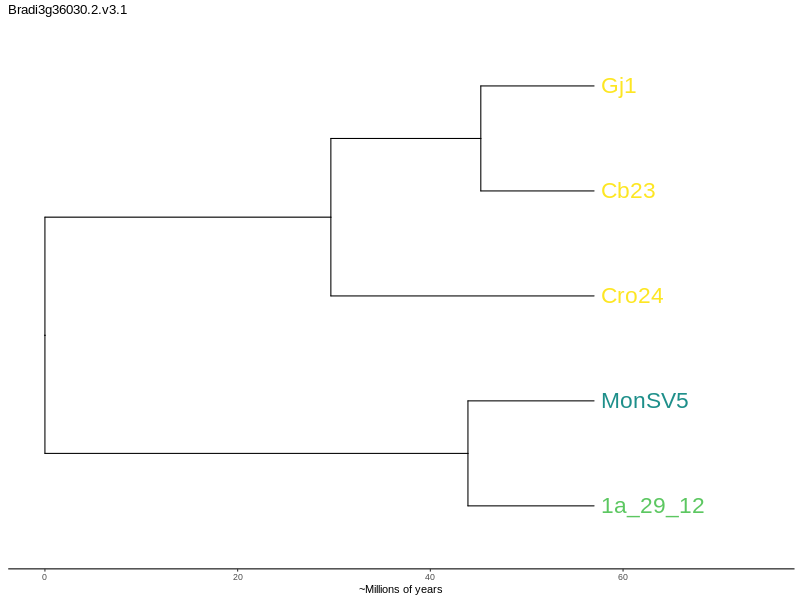 Bradi3g36030.2.v3.1
Gj1
Cb23
Cro24
MonSV5
1a_29_12
0 20 40 60
~Millions of years